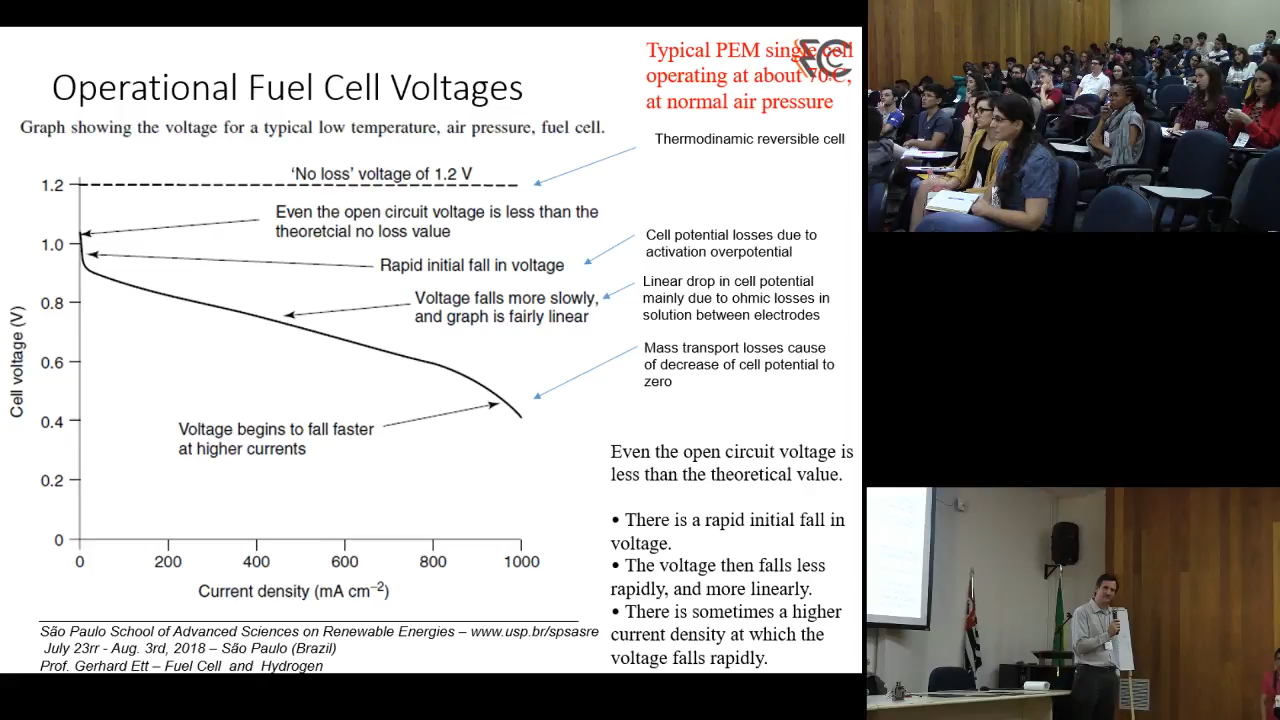 Operational Fuel Cell Voltages
Graph showing the voltage for a typical low temperature, air pressure, fuel cell.
Typical PEM single cell
operating at about 70°C,
at normal air pressure
Thermodinamic reversible cell
'No loss' voltage of 1.2 V
Even the open circuit voltage is less than the
theoretcial no loss value
Rapid initial fall in voltage
Voltage falls more slowly,
and graph is fairly linear
Voltage begins to fall faster
at higher currents
Cell potential losses due to
activation overpotential
Linear drop in cell potential
mainly due to ohmic losses in
solution between electrodes
Mass transport losses cause
of decrease of cell potential to
zero
Cell voltage (V)
1.2
1.0
0.8
0.6
0.4
0.2
0
0 200 400 600 800 1000
Current density (mA cm⁻²)
Even the open circuit voltage is
less than the theoretical value.
• There is a rapid initial fall in
voltage.
• The voltage then falls less
rapidly, and more linearly.
• There is sometimes a higher
current density at which the
voltage falls rapidly.
São Paulo School of Advanced Sciences on Renewable Energies – www.usp.br/spsasre
July 23rr - Aug. 3rd, 2018 – São Paulo (Brazil)
Prof. Gerhard Ett – Fuel Cell and Hydrogen